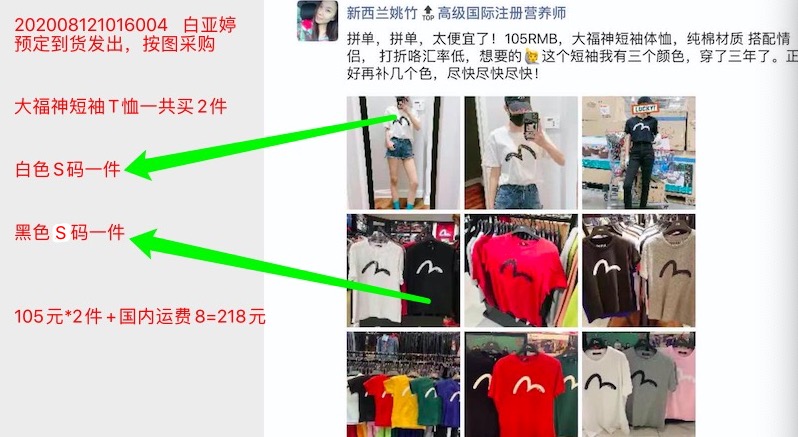 202008121016004 白亚婷
预定到货发出，按图采购
大福神短袖T恤一共买2件
白色S码一件
黑色S码一件
105元*2件+国内运费8=218元
新西兰姚竹 TOP 高级国际注册营养师
拼单，拼单，太便宜了！105RMB，大福神短袖体恤，纯棉材质 搭配情
侣， 打折咯汇率低，想要的🙋这个短袖我有三个颜色，穿了三年了。正
好再补几个色，尽快尽快尽快！
LUCKY!